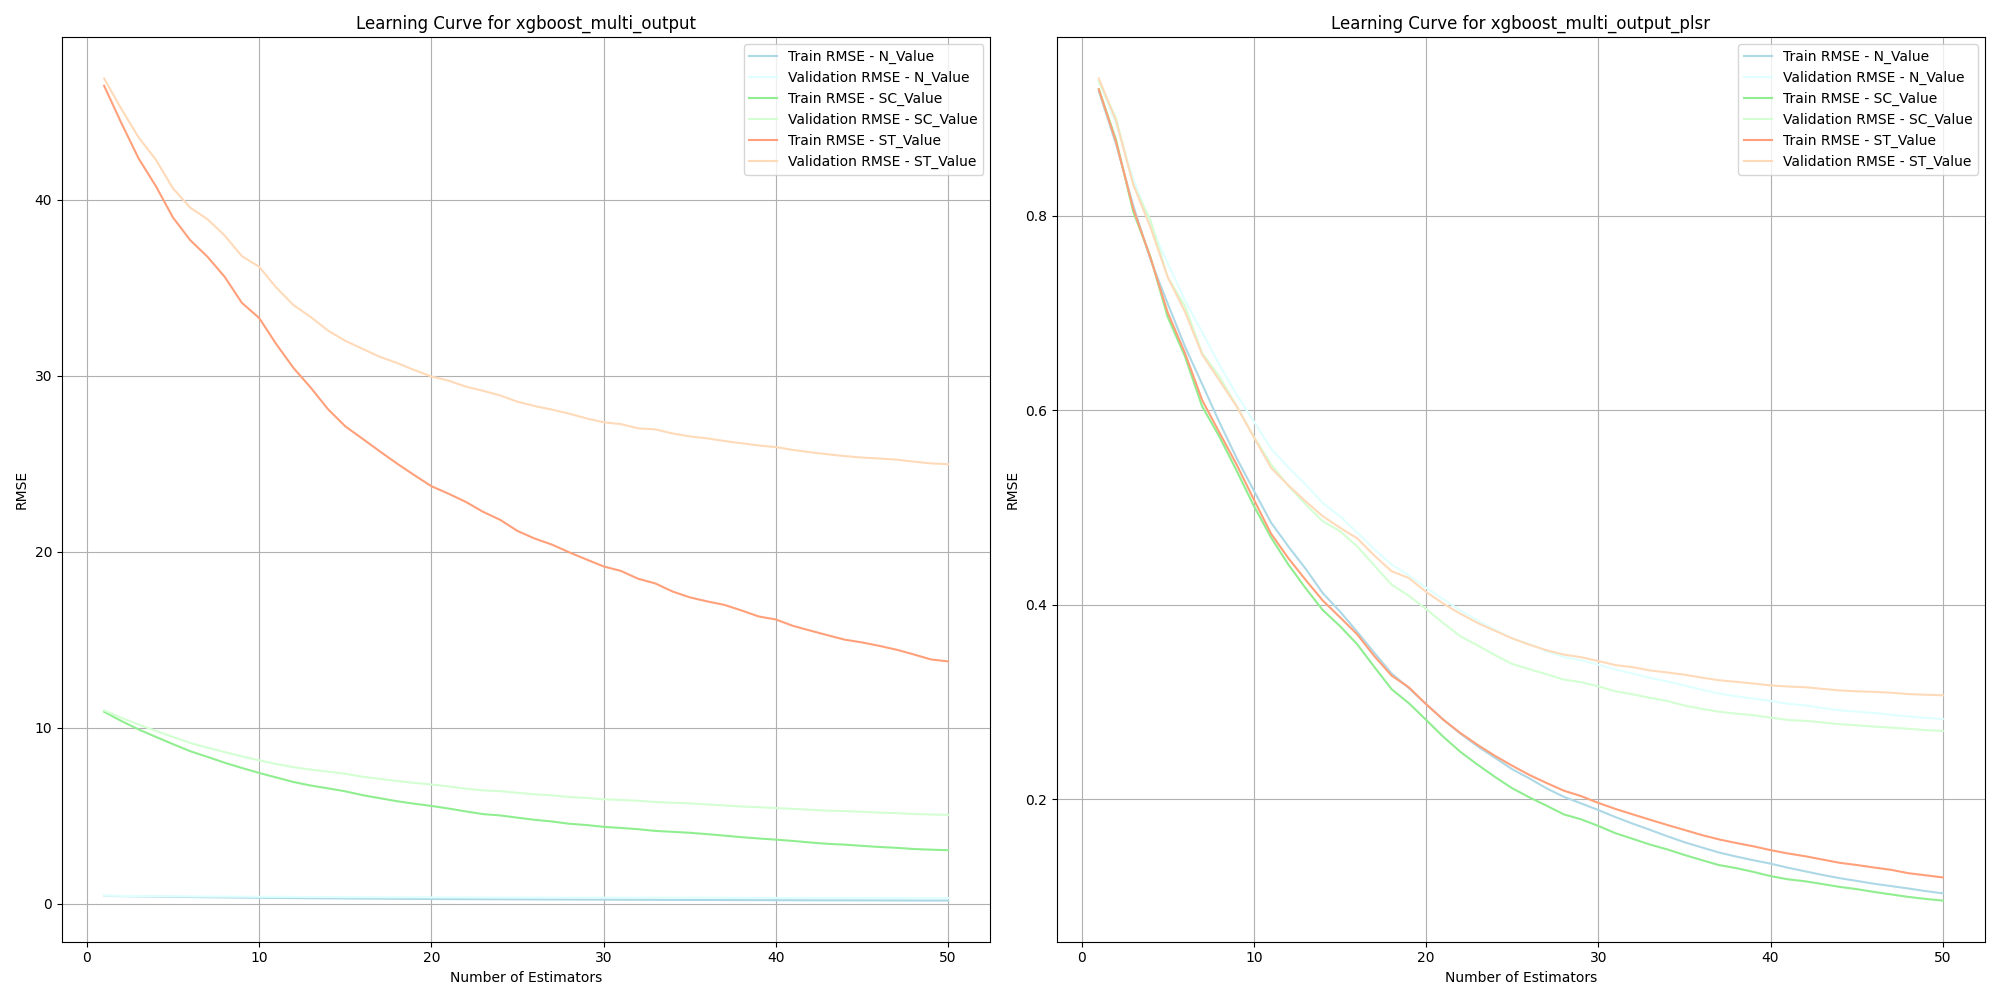 Learning Curve for xgboost_multi_output
Train RMSE - N_Value
Validation RMSE - N_Value
Train RMSE - SC_Value
Validation RMSE - SC_Value
Train RMSE - ST_Value
Validation RMSE - ST_Value
RMSE
40
30
20
10
0
0
10
20
30
40
50
Number of Estimators
Learning Curve for xgboost_multi_output_plsr
Train RMSE - N_Value
Validation RMSE - N_Value
Train RMSE - SC_Value
Validation RMSE - SC_Value
Train RMSE - ST_Value
Validation RMSE - ST_Value
RMSE
0.8
0.6
0.4
0.2
0
10
20
30
40
50
Number of Estimators